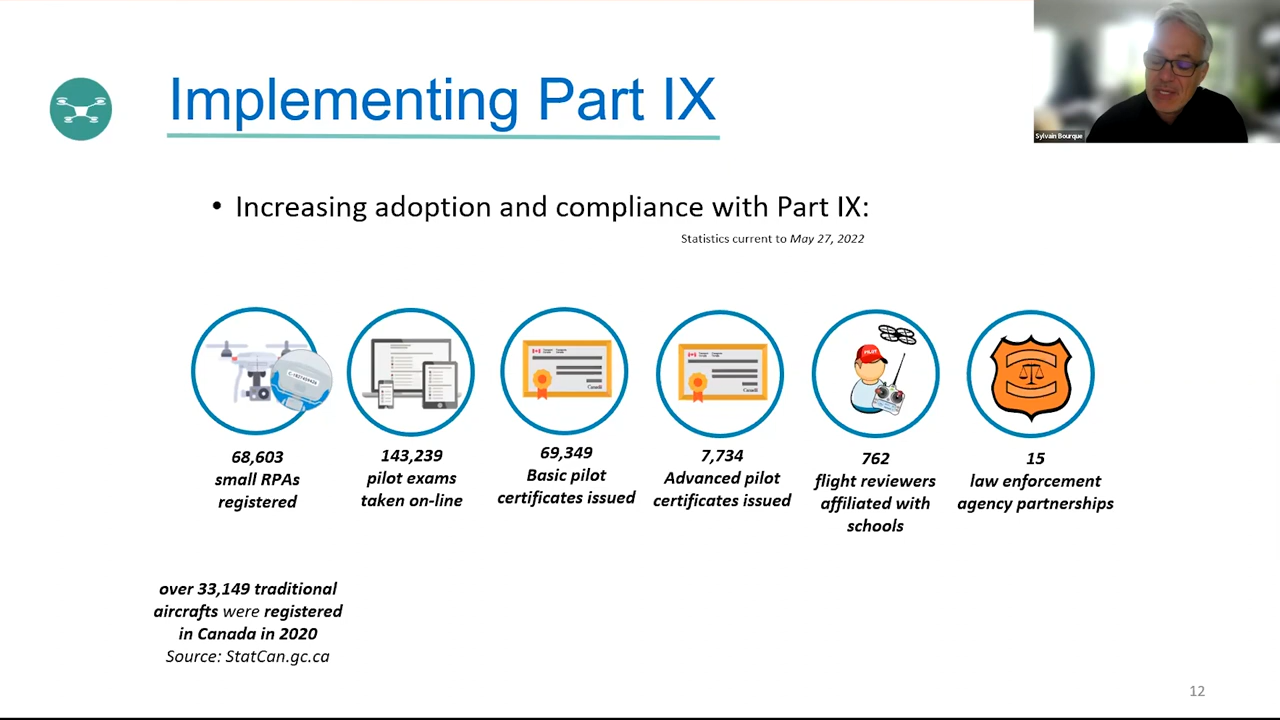 Implementing Part IX
Sylvain Bourque
• Increasing adoption and compliance with Part IX:
Statistics current to May 27, 2022
PILOT
Canada
Canada
68,603
small RPAs
registered
143,239
pilot exams
taken on-line
69,349
Basic pilot
certificates issued
7,734
Advanced pilot
certificates issued
762
flight reviewers
affiliated with
schools
15
law enforcement
agency partnerships
over 33,149 traditional
aircrafts were registered
in Canada in 2020
Source: StatCan.gc.ca
12